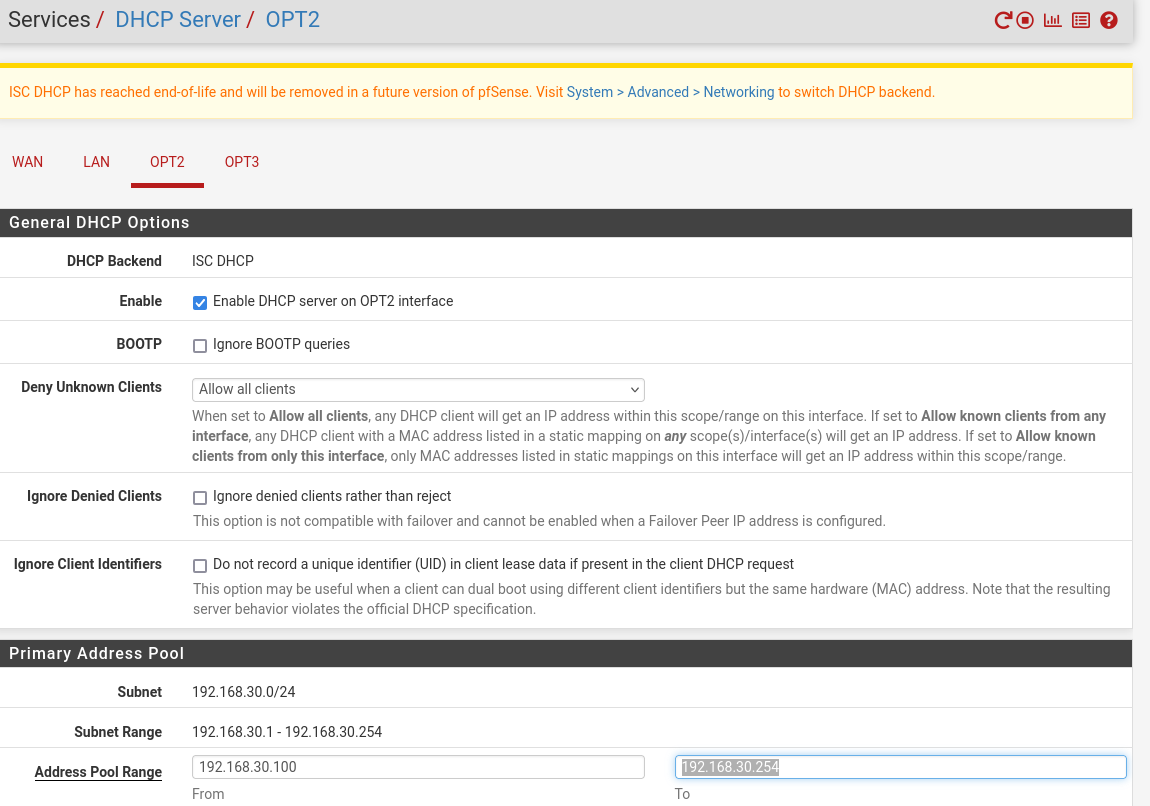 Services / DHCP Server / OPT2
ISC DHCP has reached end-of-life and will be removed in a future version of pfSense. Visit System > Advanced > Networking to switch DHCP backend.
WAN LAN OPT2 OPT3
General DHCP Options
DHCP Backend ISC DHCP
Enable Enable DHCP server on OPT2 interface
BOOTP Ignore BOOTP queries
Deny Unknown Clients Allow all clients
When set to Allow all clients, any DHCP client will get an IP address within this scope/range on this interface. If set to Allow known clients from any
interface, any DHCP client with a MAC address listed in a static mapping on any scope(s)/interface(s) will get an IP address. If set to Allow known
clients from only this interface, only MAC addresses listed in static mappings on this interface will get an IP address within this scope/range.
Ignore Denied Clients Ignore denied clients rather than reject
This option is not compatible with failover and cannot be enabled when a Failover Peer IP address is configured.
Ignore Client Identifiers Do not record a unique identifier (UID) in client lease data if present in the client DHCP request
This option may be useful when a client can dual boot using different client identifiers but the same hardware (MAC) address. Note that the resulting
server behavior violates the official DHCP specification.
Primary Address Pool
Subnet 192.168.30.0/24
Subnet Range 192.168.30.1 - 192.168.30.254
Address Pool Range 192.168.30.100 192.168.30.254
From To